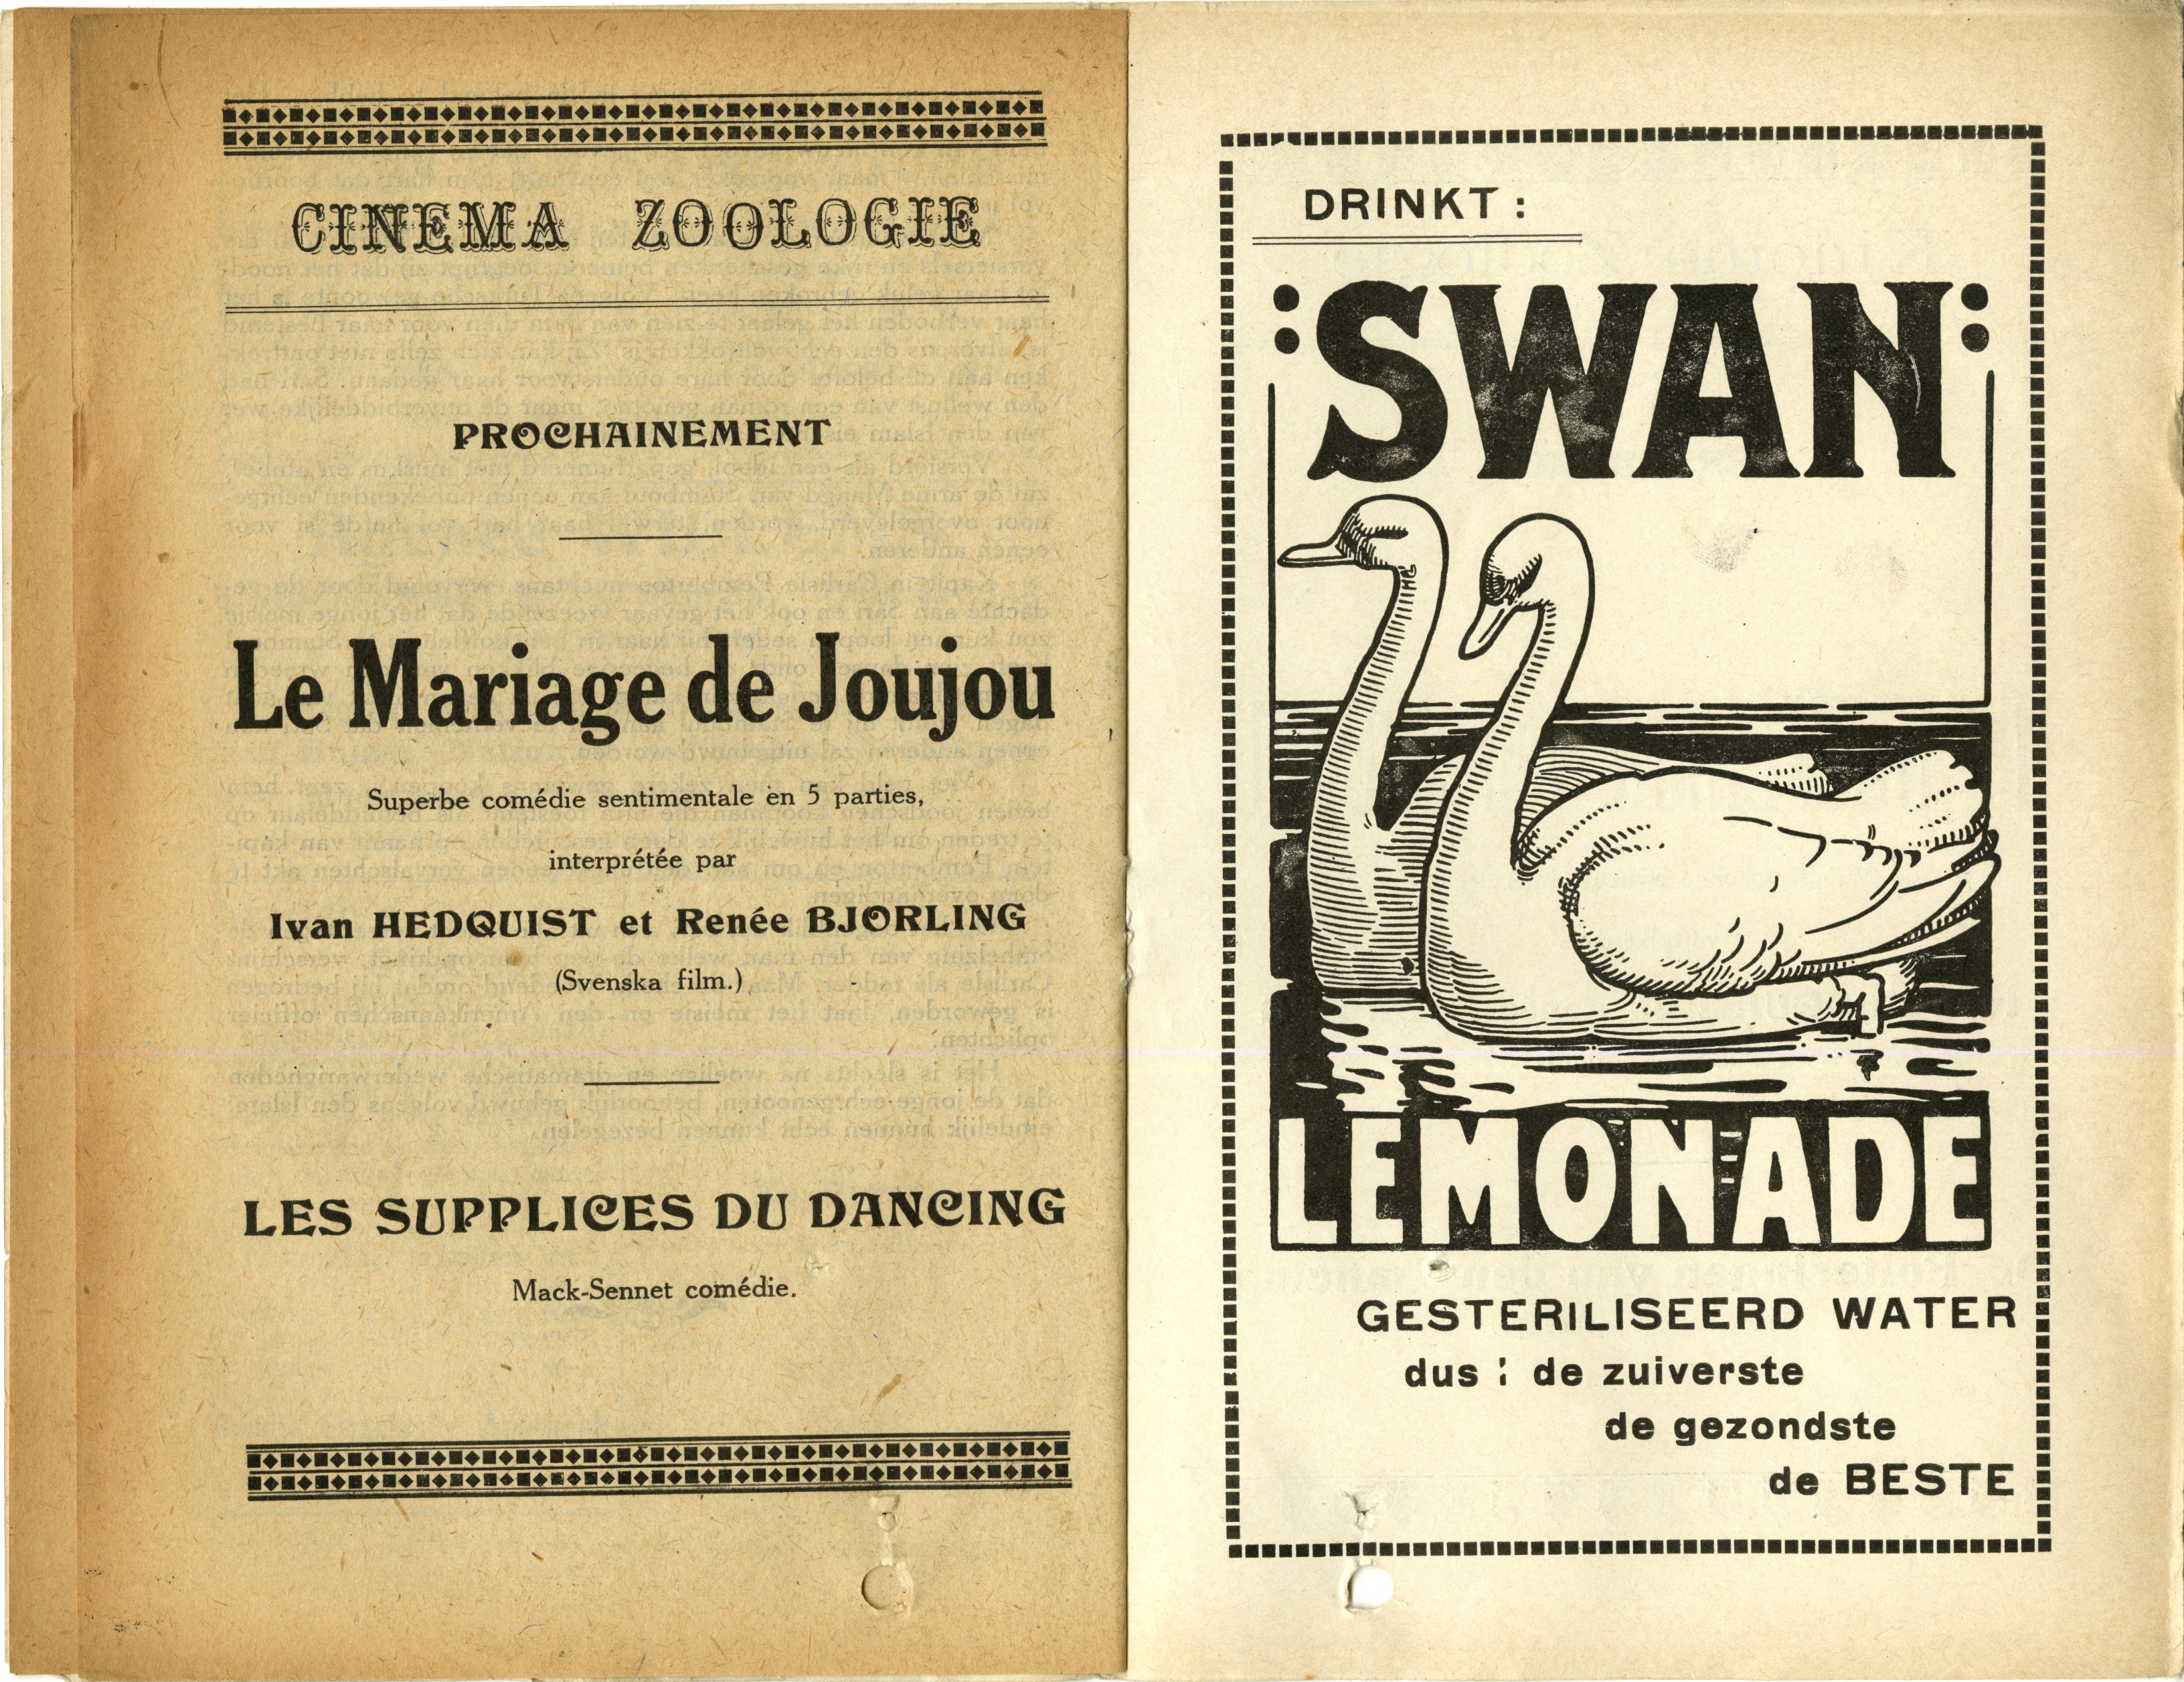 CINEMA ZOOLOGIE
PROCHAINEMENT
Le Mariage de Joujou
Superbe comédie sentimentale en 5 parties,
interprétée par
Ivan HEDQUIST et Renée BJORLING
(Svenska film.)
LES SUPPLICES DU DANCING
Mack-Sennet comédie.
DRINKT :
:SWAN:
LEMONADE
GESTERILISEERD WATER
dus : de zuiverste
de gezondste
de BESTE